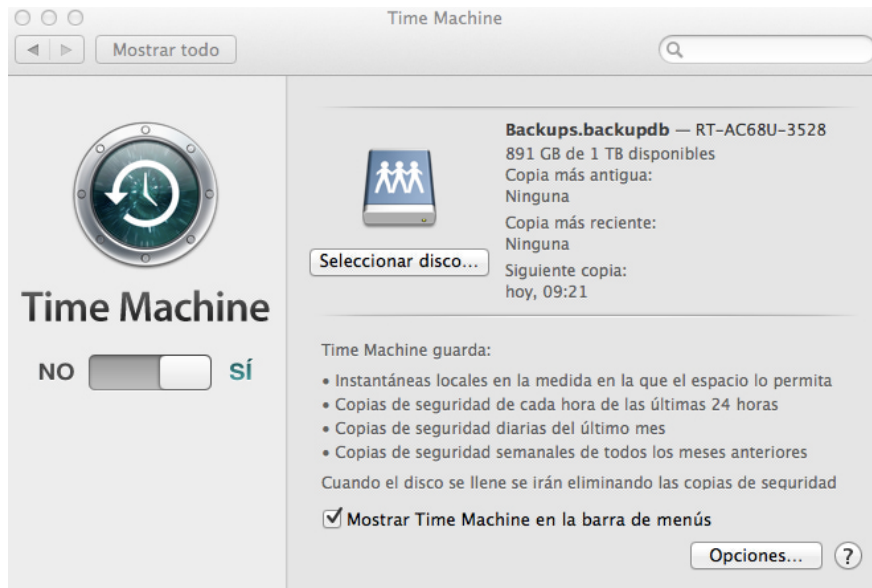 Time Machine
Mostrar todo
Time Machine
NO
SÍ
Seleccionar disco...
Backups.backupdb — RT-AC68U-3528
891 GB de 1 TB disponibles
Copia más antigua:
Ninguna
Copia más reciente:
Ninguna
Siguiente copia:
hoy, 09:21
Time Machine guarda:
• Instantáneas locales en la medida en la que el espacio lo permita
• Copias de seguridad de cada hora de las últimas 24 horas
• Copias de seguridad diarias del último mes
• Copias de seguridad semanales de todos los meses anteriores
Cuando el disco se llene se irán eliminando las copias de seguridad
Mostrar Time Machine en la barra de menús
Opciones...
?